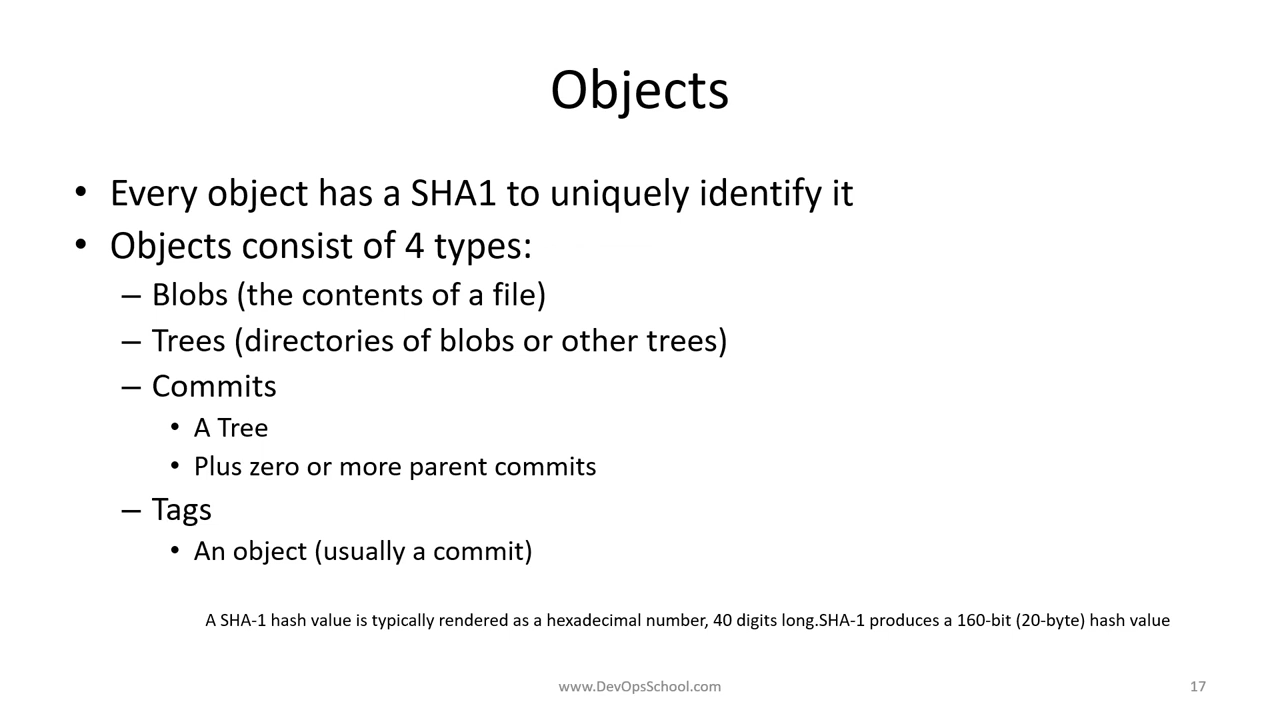 Objects
• Every object has a SHA1 to uniquely identify it
• Objects consist of 4 types:
– Blobs (the contents of a file)
– Trees (directories of blobs or other trees)
– Commits
• A Tree
• Plus zero or more parent commits
– Tags
• An object (usually a commit)
A SHA-1 hash value is typically rendered as a hexadecimal number, 40 digits long.SHA-1 produces a 160-bit (20-byte) hash value
www.DevOpsSchool.com
17